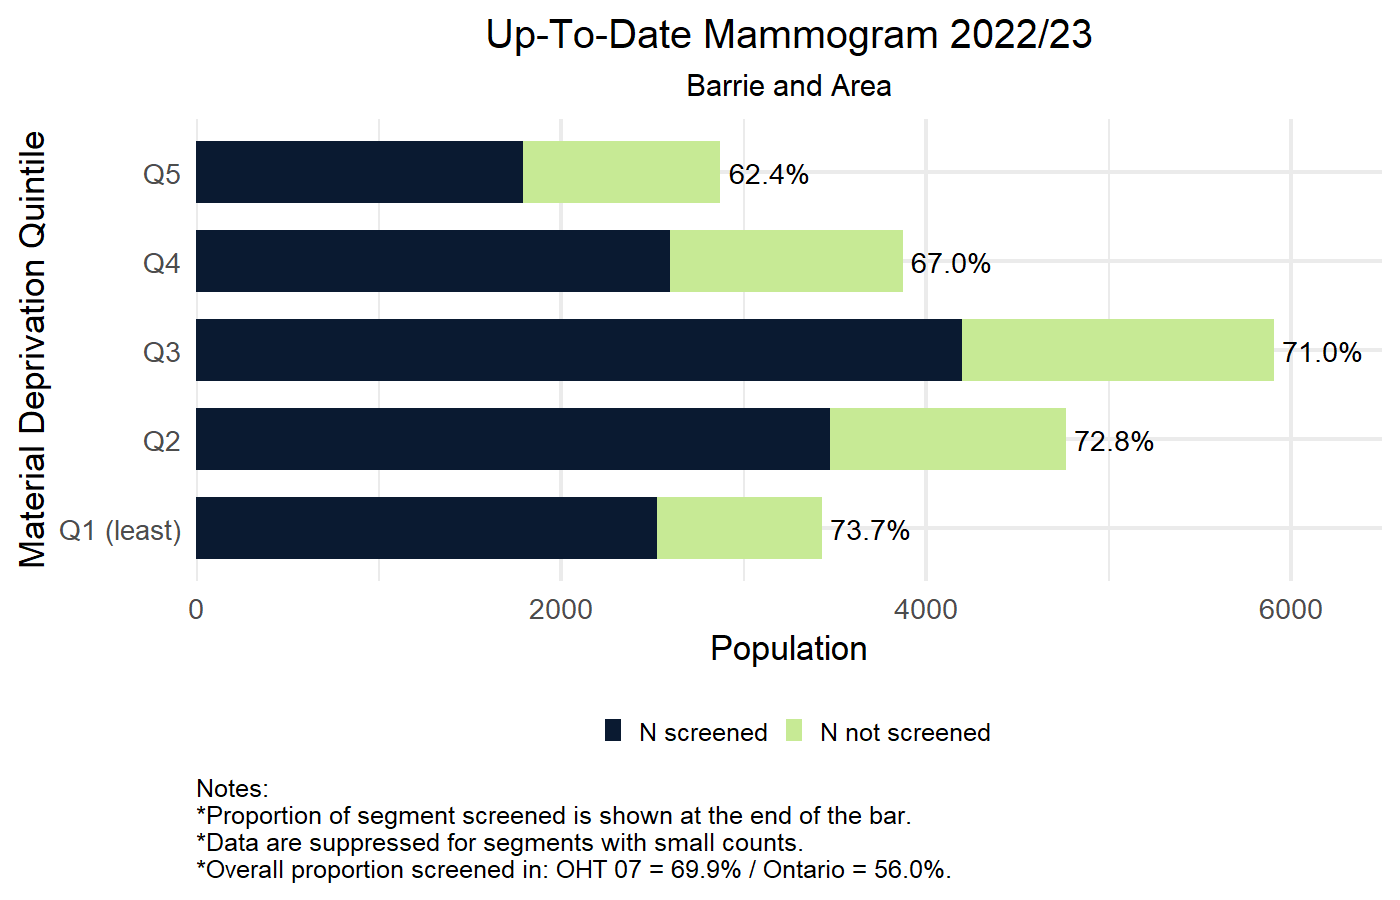 Up-To-Date Mammogram 2022/23
Barrie and Area
Material Deprivation Quintile
Q5
62.4%
Q4
67.0%
Q3
71.0%
Q2
72.8%
Q1 (least)
73.7%
0 2000 4000 6000
Population
N screened N not screened
Notes:
*Proportion of segment screened is shown at the end of the bar.
*Data are suppressed for segments with small counts.
*Overall proportion screened in: OHT 07 = 69.9% / Ontario = 56.0%.